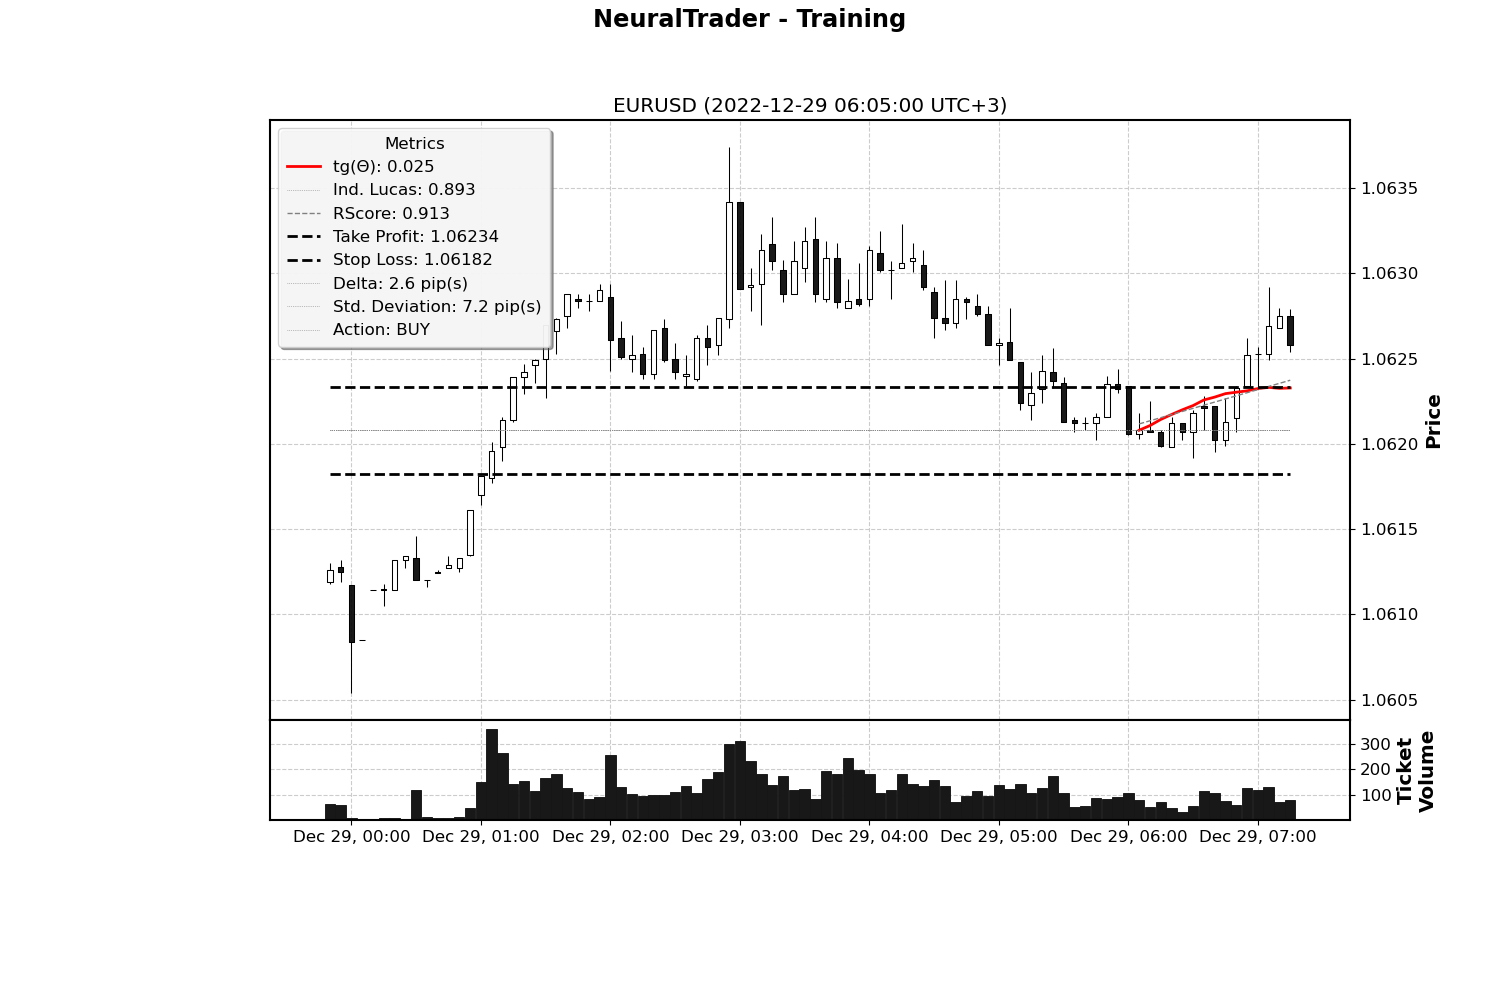 NeuralTrader - Training
EURUSD (2022-12-29 06:05:00 UTC+3)
Metrics
tg(Θ): 0.025
Ind. Lucas: 0.893
RScore: 0.913
Take Profit: 1.06234
Stop Loss: 1.06182
Delta: 2.6 pip(s)
Std. Deviation: 7.2 pip(s)
Action: BUY
1.0635
1.0630
1.0625
1.0620
1.0615
1.0610
1.0605
Price
300
200
100
Ticket
Volume
Dec 29, 00:00 Dec 29, 01:00 Dec 29, 02:00 Dec 29, 03:00 Dec 29, 04:00 Dec 29, 05:00 Dec 29, 06:00 Dec 29, 07:00